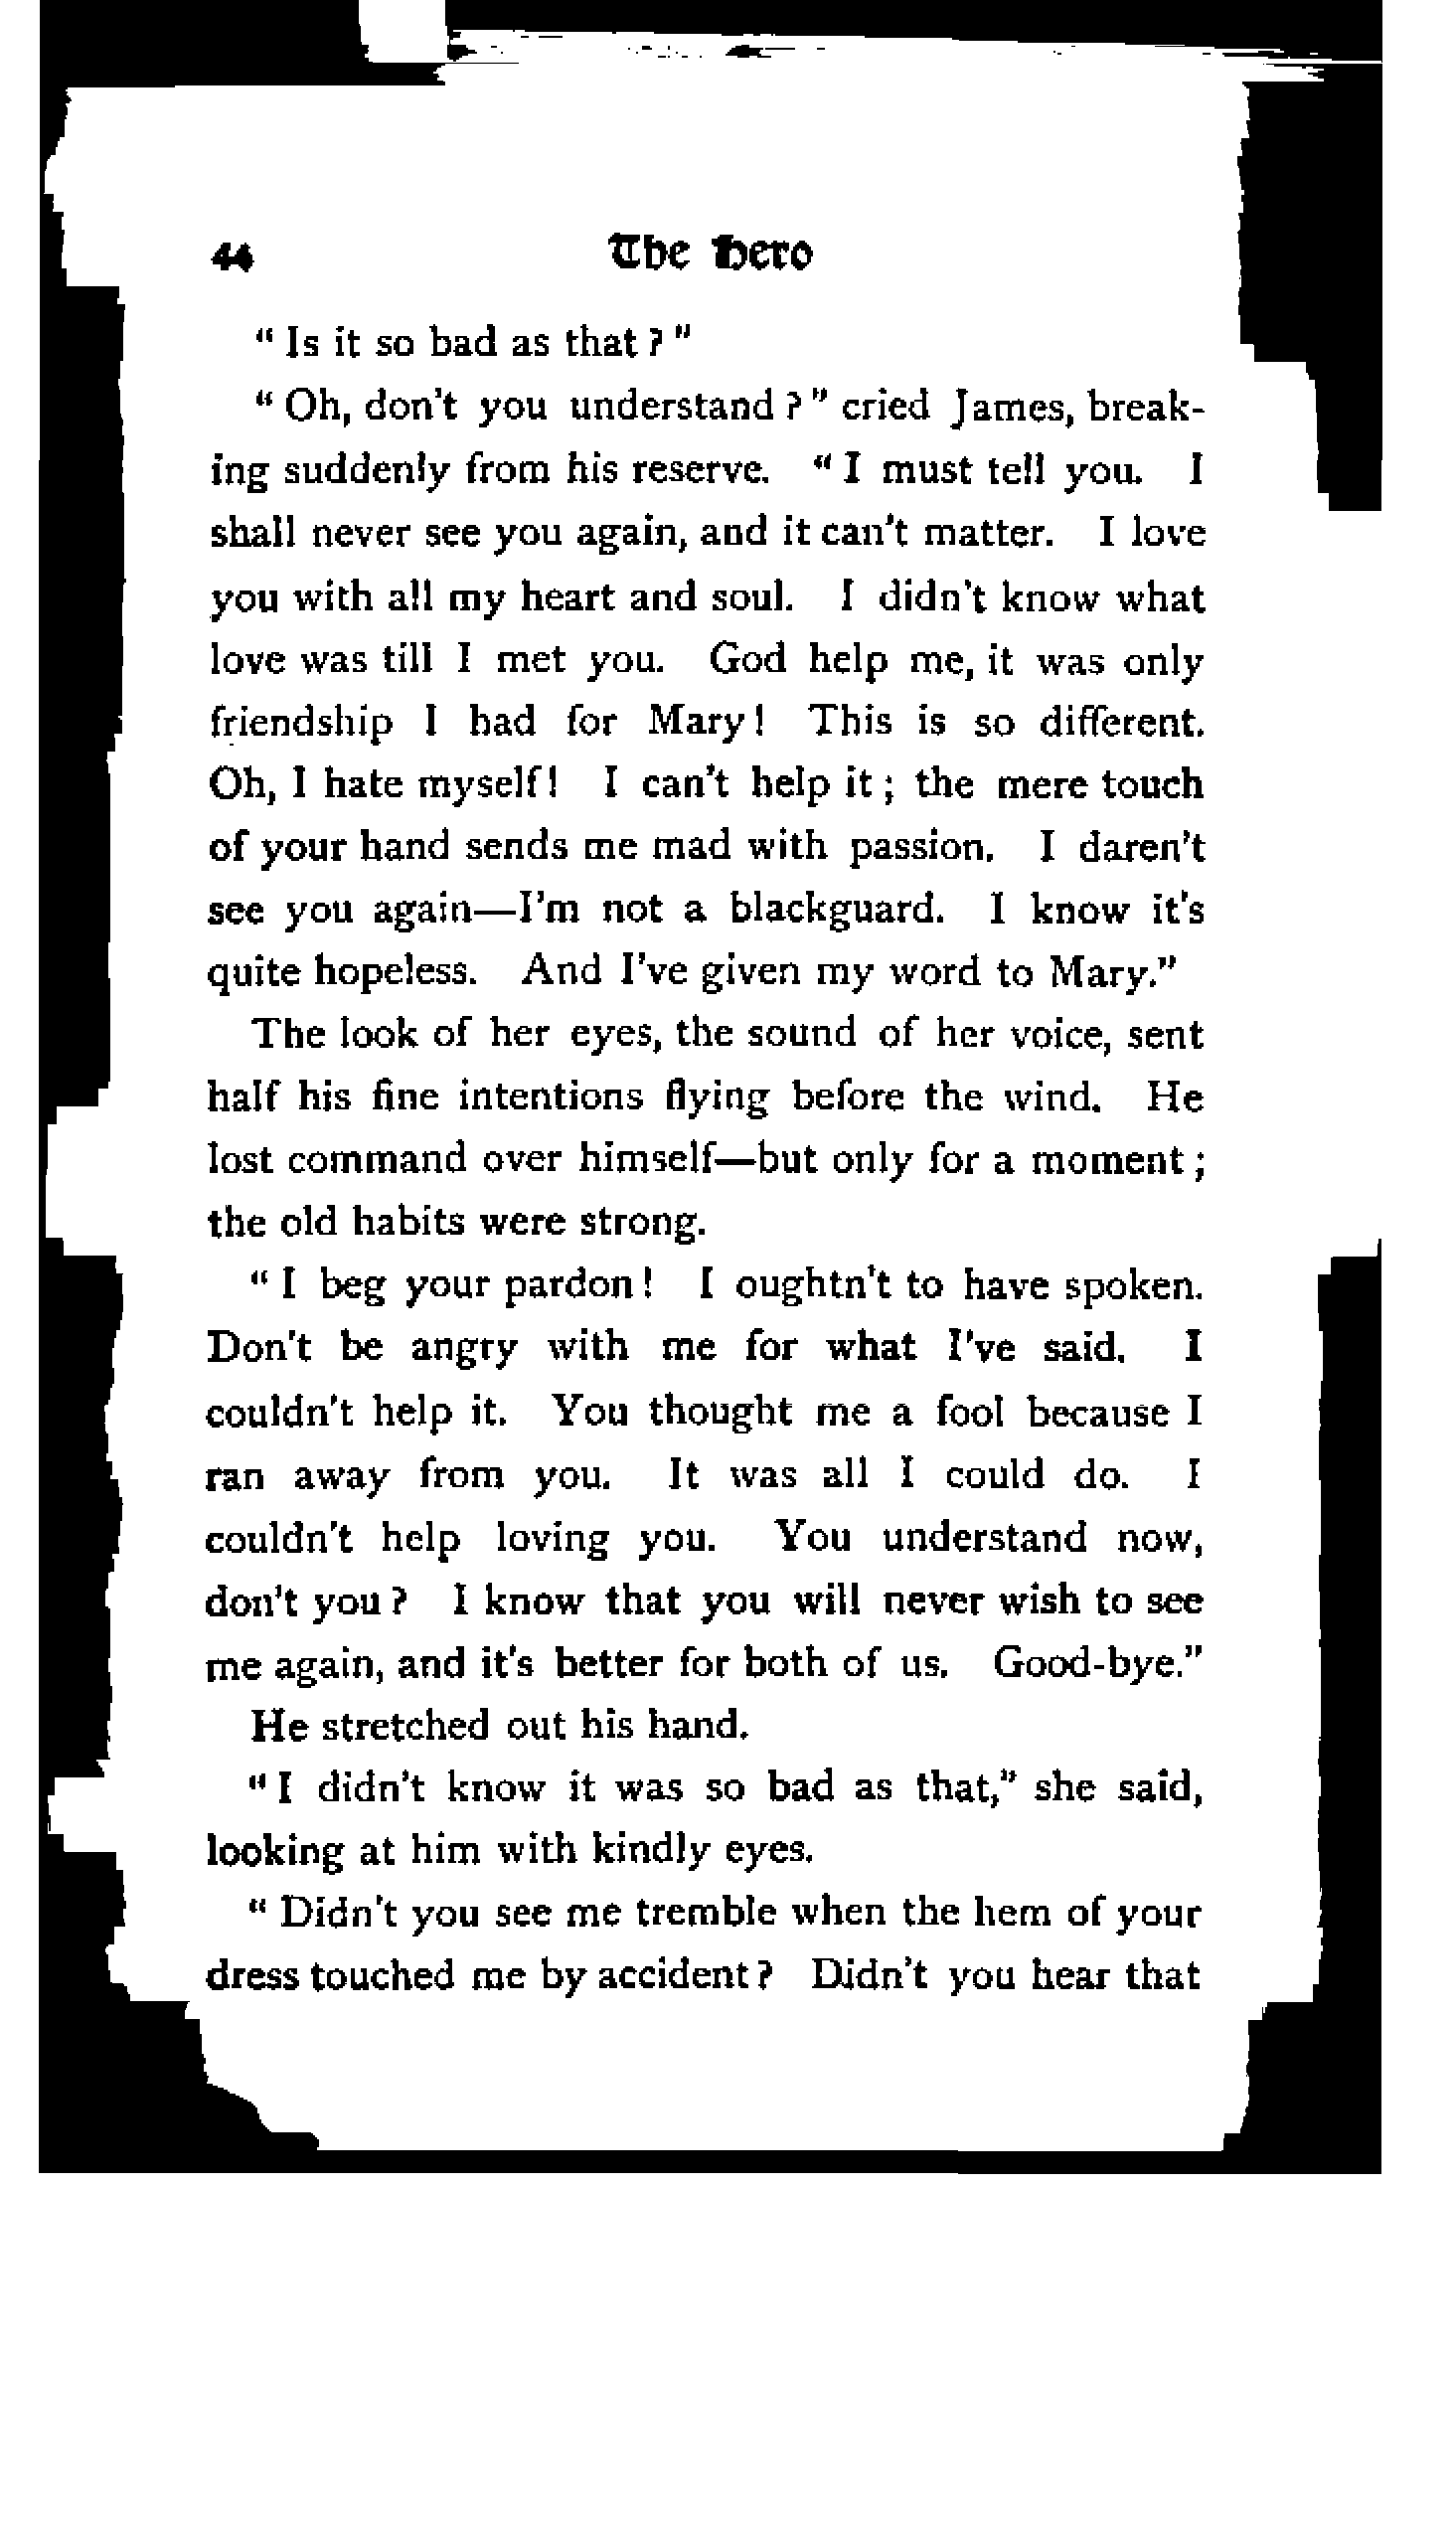 44 The Hero
“ Is it so bad as that ? ”
“ Oh, don't you understand ? ” cried James, break-
ing suddenly from his reserve. “ I must tell you. I
shall never see you again, and it can't matter. I love
you with all my heart and soul. I didn't know what
love was till I met you. God help me, it was only
friendship I had for Mary ! This is so different.
Oh, I hate myself ! I can't help it ; the mere touch
of your hand sends me mad with passion. I daren't
see you again—I'm not a blackguard. I know it's
quite hopeless. And I've given my word to Mary.”
The look of her eyes, the sound of her voice, sent
half his fine intentions flying before the wind. He
lost command over himself—but only for a moment ;
the old habits were strong.
“ I beg your pardon ! I oughtn't to have spoken.
Don't be angry with me for what I've said. I
couldn't help it. You thought me a fool because I
ran away from you. It was all I could do. I
couldn't help loving you. You understand now,
don't you ? I know that you will never wish to see
me again, and it's better for both of us. Good-bye.”
He stretched out his hand.
“ I didn't know it was so bad as that,” she said,
looking at him with kindly eyes.
“ Didn't you see me tremble when the hem of your
dress touched me by accident ? Didn't you hear that